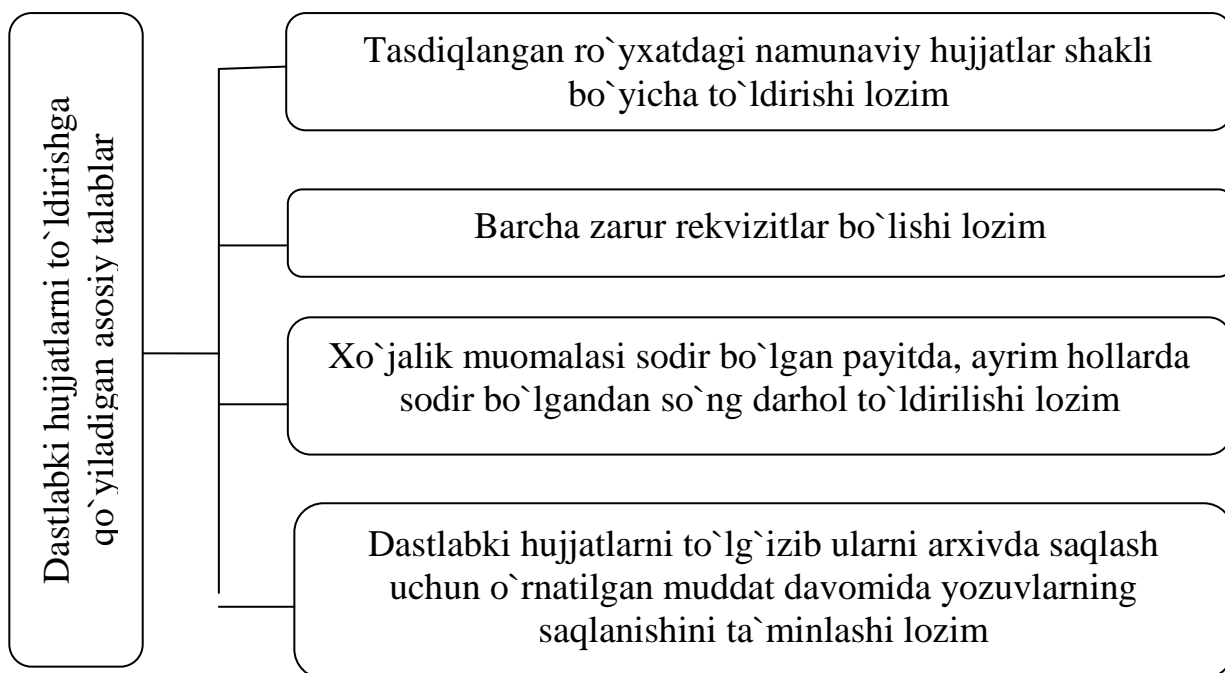 Dastlabki hujjatlarni to`ldirishga
qo`yiladigan asosiy talablar
Tasdiqlangan ro`yxatdagi namunaviy hujjatlar shakli
bo`yicha to`ldirishi lozim
Barcha zarur rekvizitlar bo`lishi lozim
Xo`jalik muomalasi sodir bo`lgan payitda, ayrim hollarda
sodir bo`lgandan so`ng darhol to`ldirilishi lozim
Dastlabki hujjatlarni to`lg`izib ularni arxivda saqlash
uchun o`rnatilgan muddat davomida yozuvlarning
saqlanishini ta`minlashi lozim